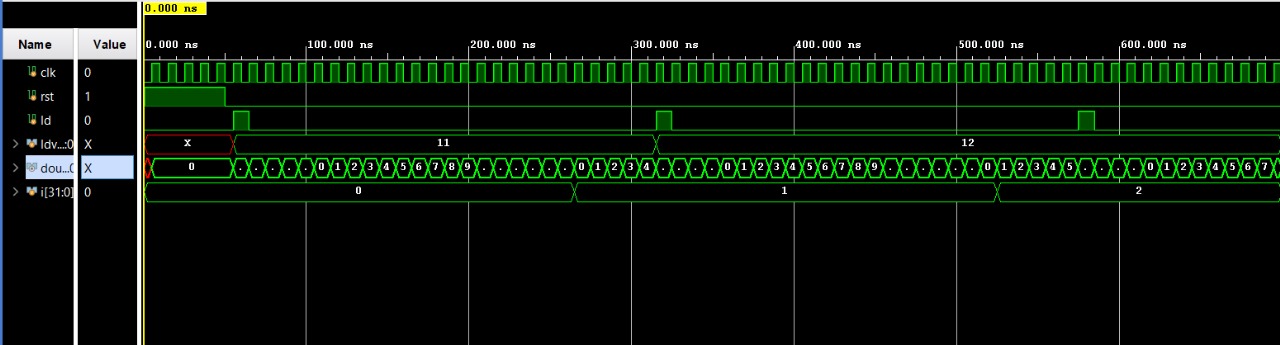 0.000 ns
Name Value
0.000 ns 100.000 ns 200.000 ns 300.000 ns 400.000 ns 500.000 ns 600.000 ns
clk 0
rst 1
ld 0
ldv...:0] X X 11 12
dou...0] X 0 . . . . . 0 1 2 3 4 5 6 7 8 9 . . . . . . 0 1 2 3 4 . . . . 0 1 2 3 4 5 6 7 8 9 . . . . . . 0 1 2 3 4 5 . . . . 0 1 2 3 4 5 6 7
i[31:0] 0 0 1 2